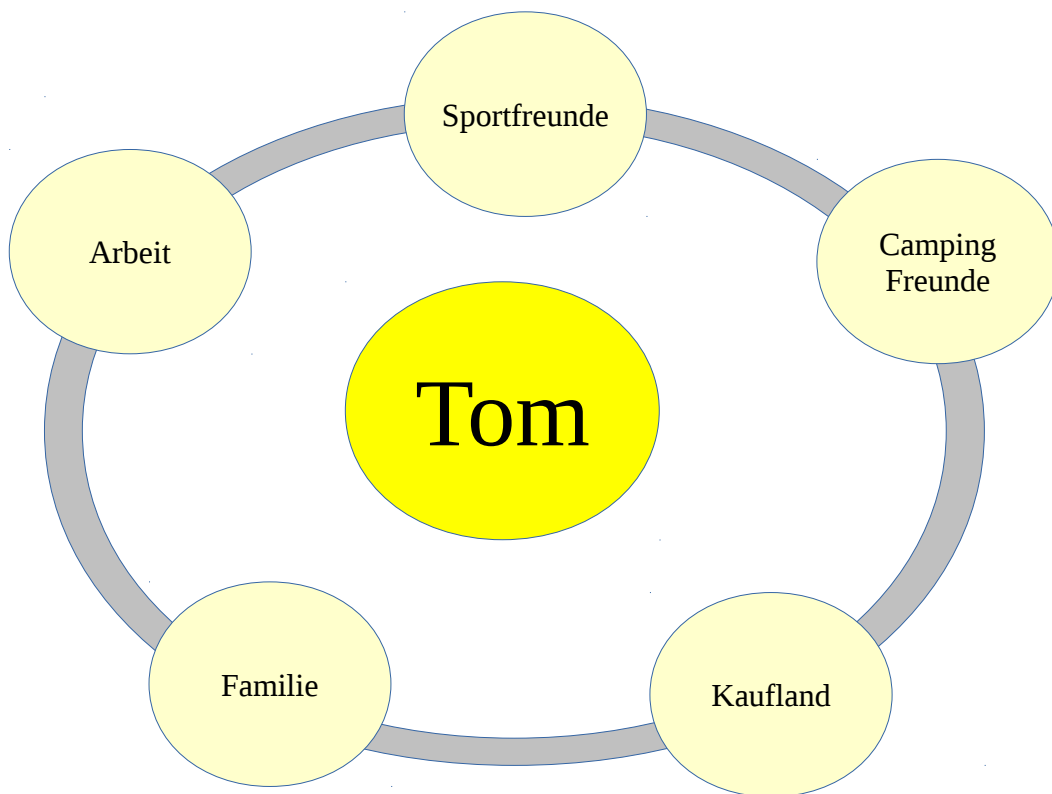 Sportfreunde
Arbeit
Camping
Freunde
Tom
Familie
Kaufland